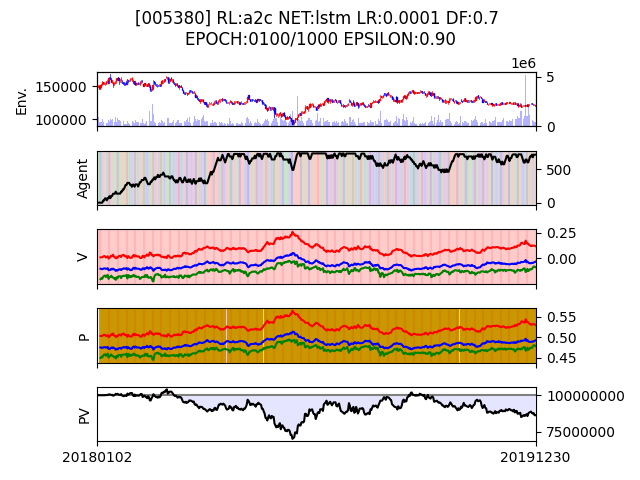 [005380] RL:a2c NET:lstm LR:0.0001 DF:0.7
EPOCH:0100/1000 EPSILON:0.90
1e6
Env.
150000
100000
5
0
Agent
500
0
V
0.25
0.00
P
0.55
0.50
0.45
PV
100000000
75000000
20180102
20191230